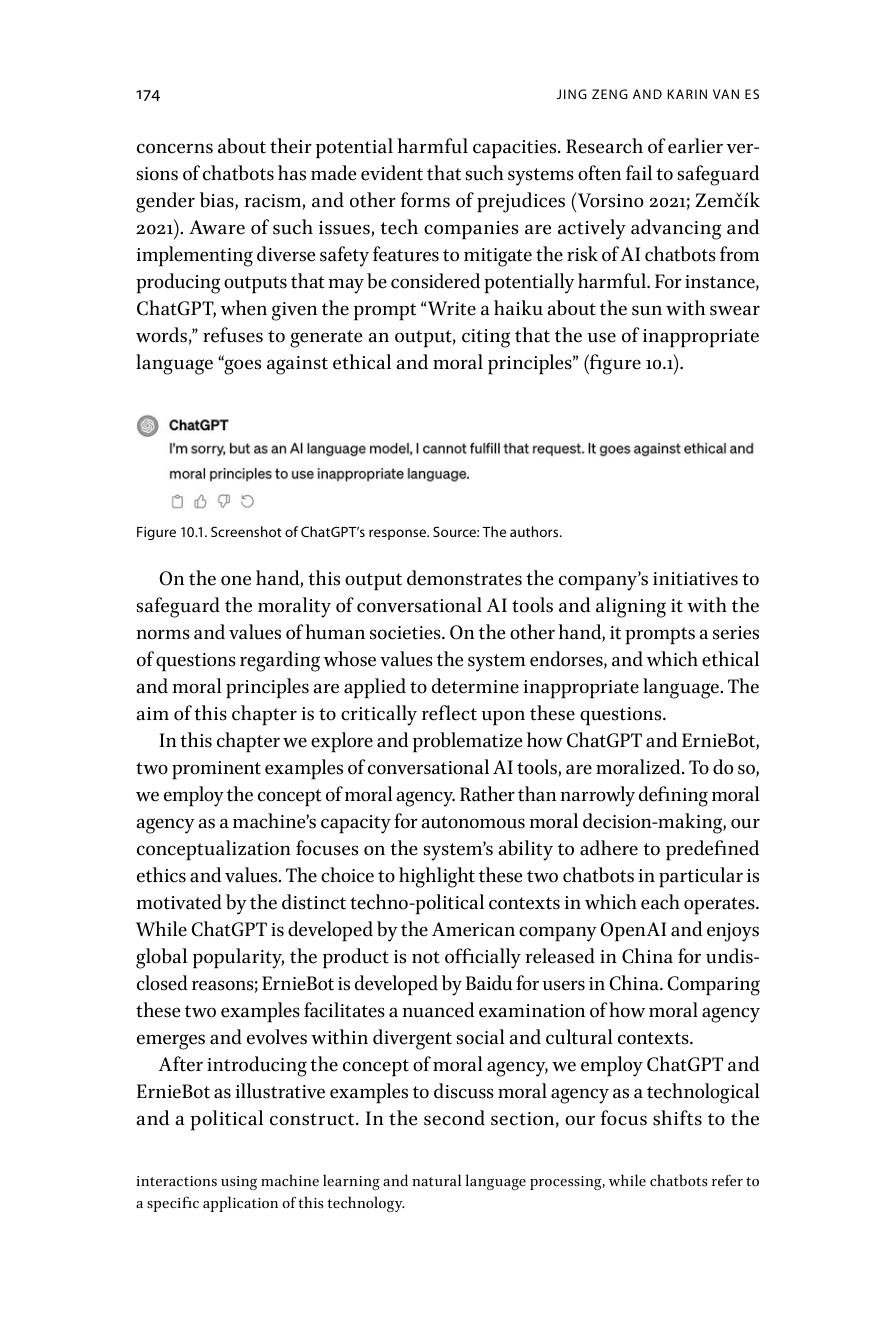 174
JING ZENG AND KARIN VAN ES
concerns about their potential harmful capacities. Research of earlier ver-
sions of chatbots has made evident that such systems often fail to safeguard
gender bias, racism, and other forms of prejudices (Vorsino 2021; Zemčík
2021). Aware of such issues, tech companies are actively advancing and
implementing diverse safety features to mitigate the risk of AI chatbots from
producing outputs that may be considered potentially harmful. For instance,
ChatGPT, when given the prompt “Write a haiku about the sun with swear
words,” refuses to generate an output, citing that the use of inappropriate
language “goes against ethical and moral principles” (figure 10.1).
ChatGPT
I'm sorry, but as an AI language model, I cannot fulfill that request. It goes against ethical and
moral principles to use inappropriate language.
Figure 10.1. Screenshot of ChatGPT’s response. Source: The authors.
On the one hand, this output demonstrates the company’s initiatives to
safeguard the morality of conversational AI tools and aligning it with the
norms and values of human societies. On the other hand, it prompts a series
of questions regarding whose values the system endorses, and which ethical
and moral principles are applied to determine inappropriate language. The
aim of this chapter is to critically reflect upon these questions.
In this chapter we explore and problematize how ChatGPT and ErnieBot,
two prominent examples of conversational AI tools, are moralized. To do so,
we employ the concept of moral agency. Rather than narrowly defining moral
agency as a machine’s capacity for autonomous moral decision-making, our
conceptualization focuses on the system’s ability to adhere to predefined
ethics and values. The choice to highlight these two chatbots in particular is
motivated by the distinct techno-political contexts in which each operates.
While ChatGPT is developed by the American company OpenAI and enjoys
global popularity, the product is not officially released in China for undis-
closed reasons; ErnieBot is developed by Baidu for users in China. Comparing
these two examples facilitates a nuanced examination of how moral agency
emerges and evolves within divergent social and cultural contexts.
After introducing the concept of moral agency, we employ ChatGPT and
ErnieBot as illustrative examples to discuss moral agency as a technological
and a political construct. In the second section, our focus shifts to the
interactions using machine learning and natural language processing, while chatbots refer to
a specific application of this technology.